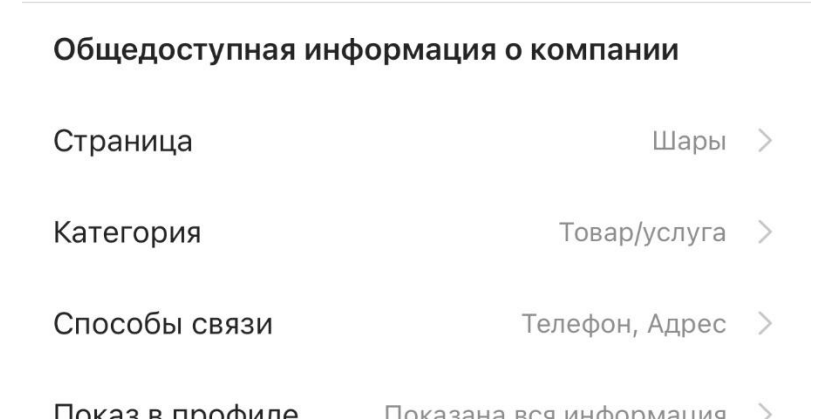 Общедоступная информация о компании
Страница Шары
Категория Товар/услуга
Способы связи Телефон, Адрес
Показ в профиле Показана вся информация